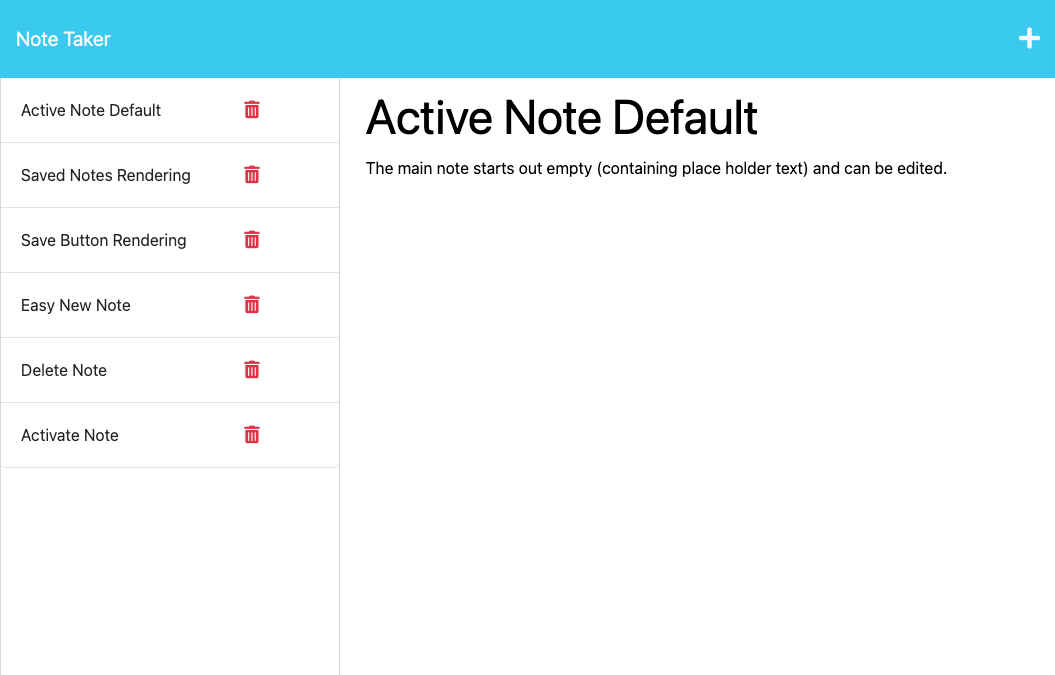 Note Taker
Active Note Default
Saved Notes Rendering
Save Button Rendering
Easy New Note
Delete Note
Activate Note
Active Note Default
The main note starts out empty (containing place holder text) and can be edited.